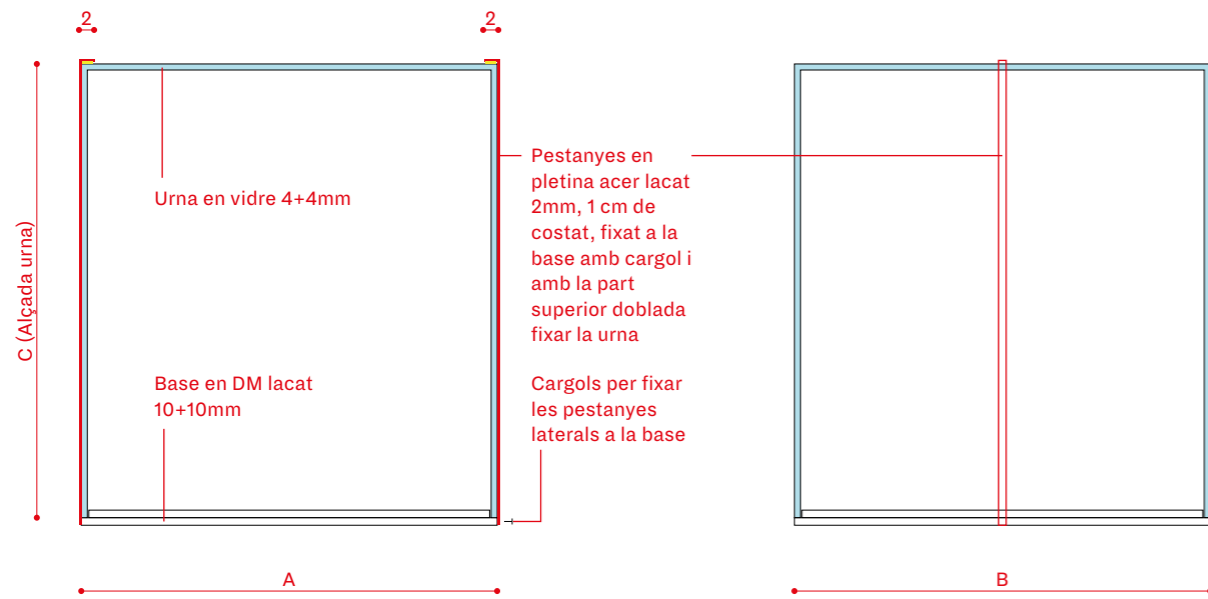 2
2
C (Alçada urna)
Urna en vidre 4+4mm
Pestanyes en
pletina acer lacat
2mm, 1 cm de
costat, fixat a la
base amb cargol i
amb la part
superior doblada
fixar la urna
Base en DM lacat
10+10mm
Cargols per fixar
les pestanyes
laterals a la base
A
B